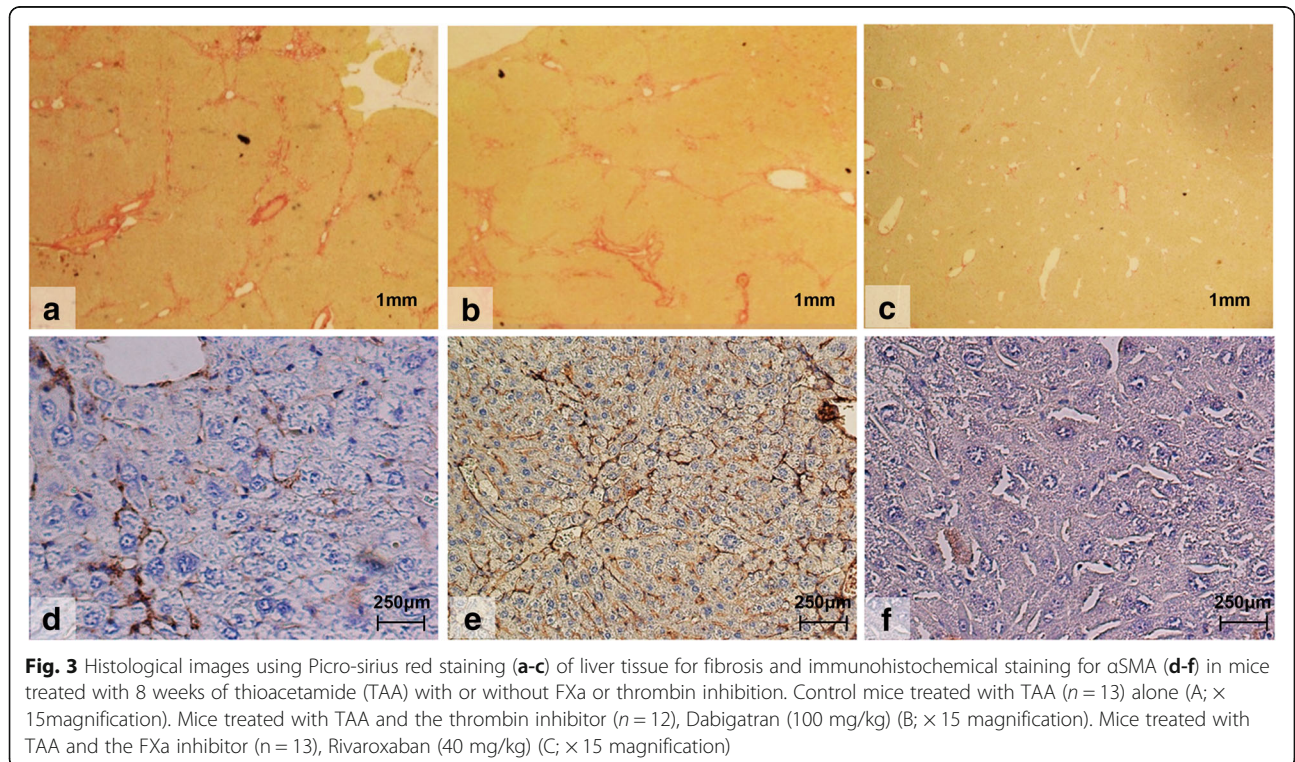 a
1mm
b
1mm
c
1mm
d
250µm
e
250µm
f
250µm
Fig. 3 Histological images using Picro-sirius red staining (a-c) of liver tissue for fibrosis and immunohistochemical staining for αSMA (d-f) in mice
treated with 8 weeks of thioacetamide (TAA) with or without FXa or thrombin inhibition. Control mice treated with TAA (n = 13) alone (A; ×
15magnification). Mice treated with TAA and the thrombin inhibitor (n = 12), Dabigatran (100 mg/kg) (B; × 15 magnification). Mice treated with
TAA and the FXa inhibitor (n = 13), Rivaroxaban (40 mg/kg) (C; × 15 magnification)